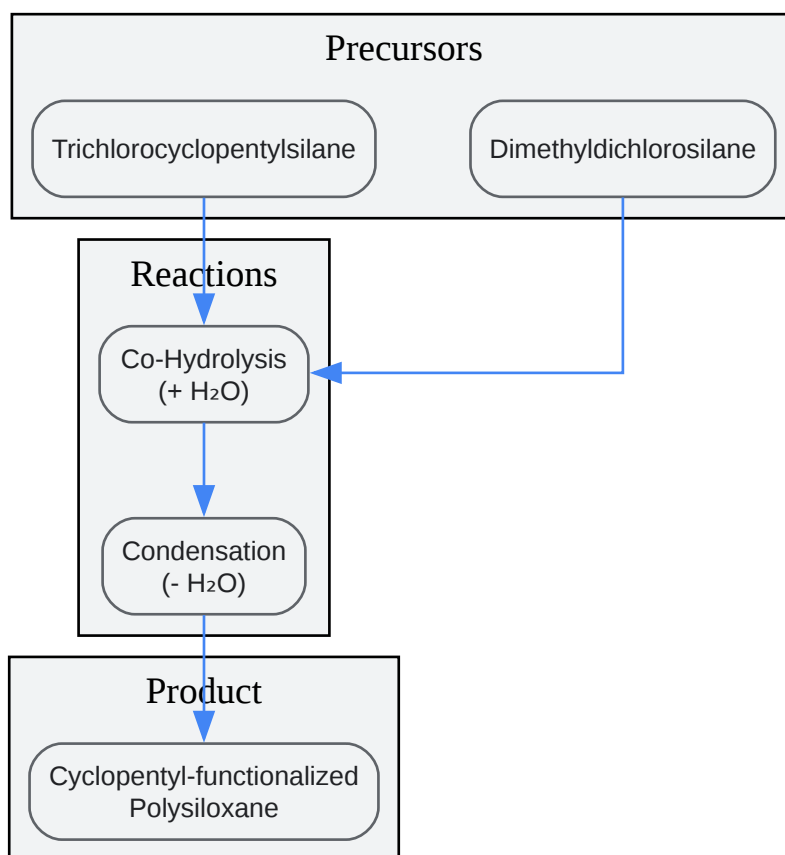 Precursors
Trichlorocyclopentylsilane
Dimethyldichlorosilane
Reactions
Co-Hydrolysis
(+ H₂O)
Condensation
(- H₂O)
Product
Cyclopentyl-functionalized
Polysiloxane